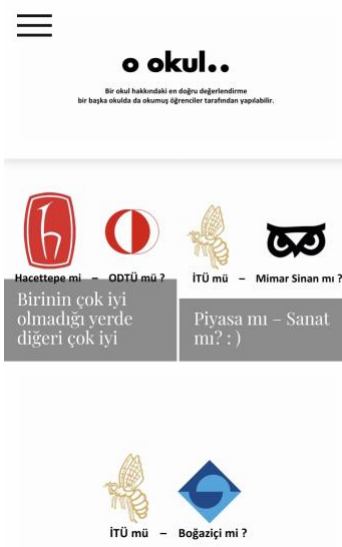 o okul..
Bir okul hakkındaki en doğru değerlendirme
bir başka okulda da okumuş öğrenciler tarafından yapılabilir.
Hacettepe mi – ODTÜ mü ?
Birinin çok iyi
olmadığı yerde
diğeri çok iyi
İTÜ mü – Mimar Sinan mı ?
Piyasa mı – Sanat
mı? : )
İTÜ mü – Boğaziçi mi ?